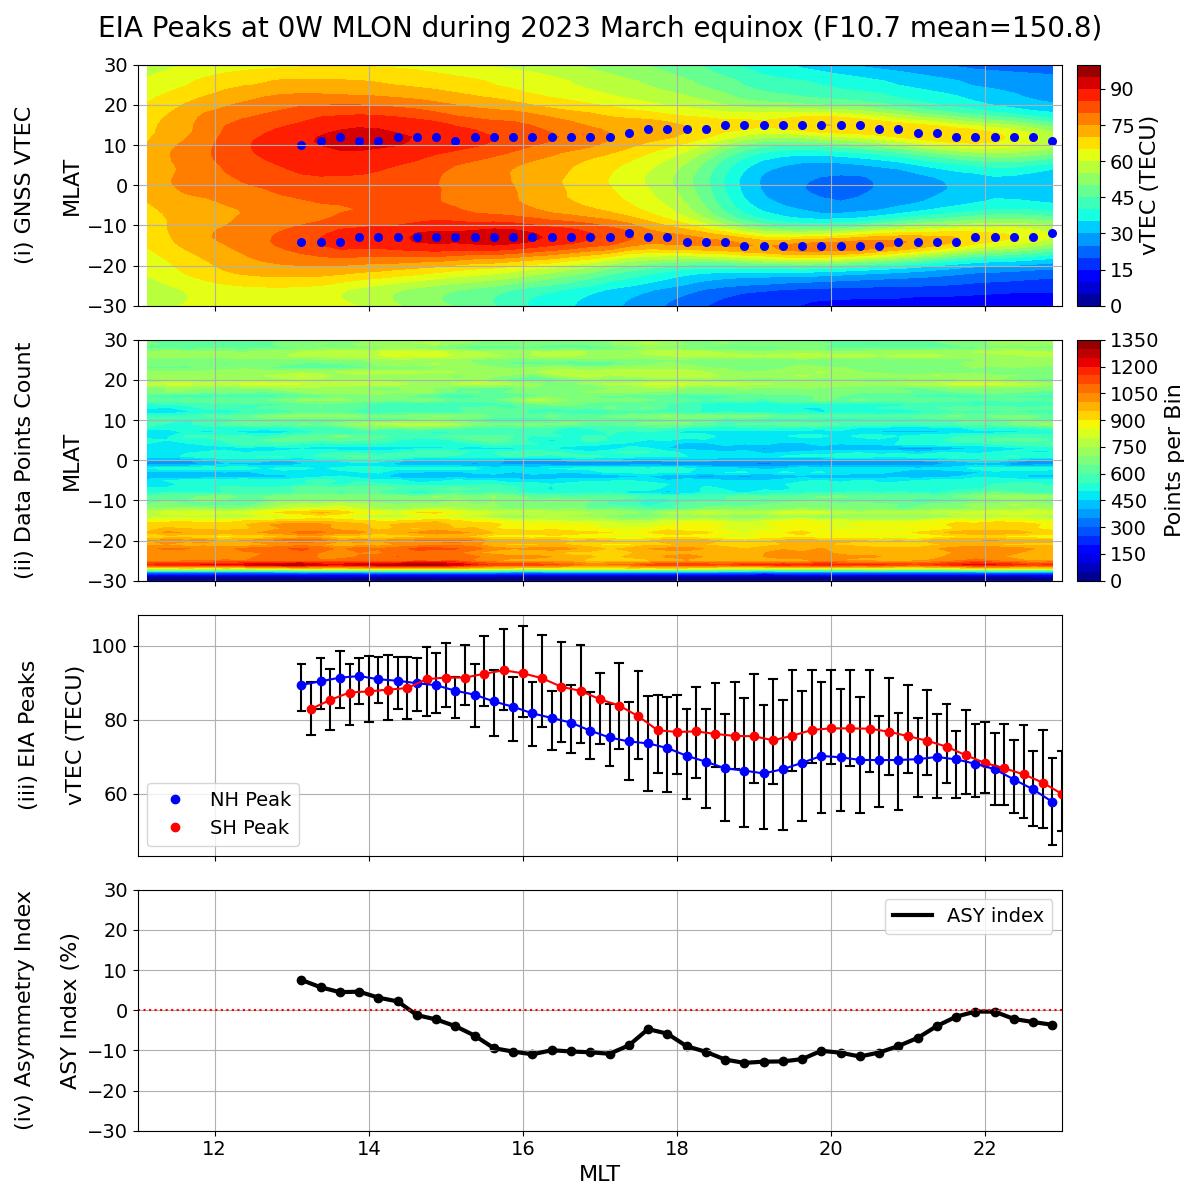 EIA Peaks at 0W MLON during 2023 March equinox (F10.7 mean=150.8)
(i) GNSS VTEC
MLAT
30
20
10
0
−10
−20
−30
90
75
60
45
30
15
0
vTEC (TECU)
(ii) Data Points Count
MLAT
30
20
10
0
−10
−20
−30
1350
1200
1050
900
750
600
450
300
150
0
Points per Bin
(iii) EIA Peaks
vTEC (TECU)
100
80
60
NH Peak
SH Peak
(iv) Asymmetry Index
ASY Index (%)
30
20
10
0
−10
−20
−30
ASY index
12 14 16 18 20 22
MLT